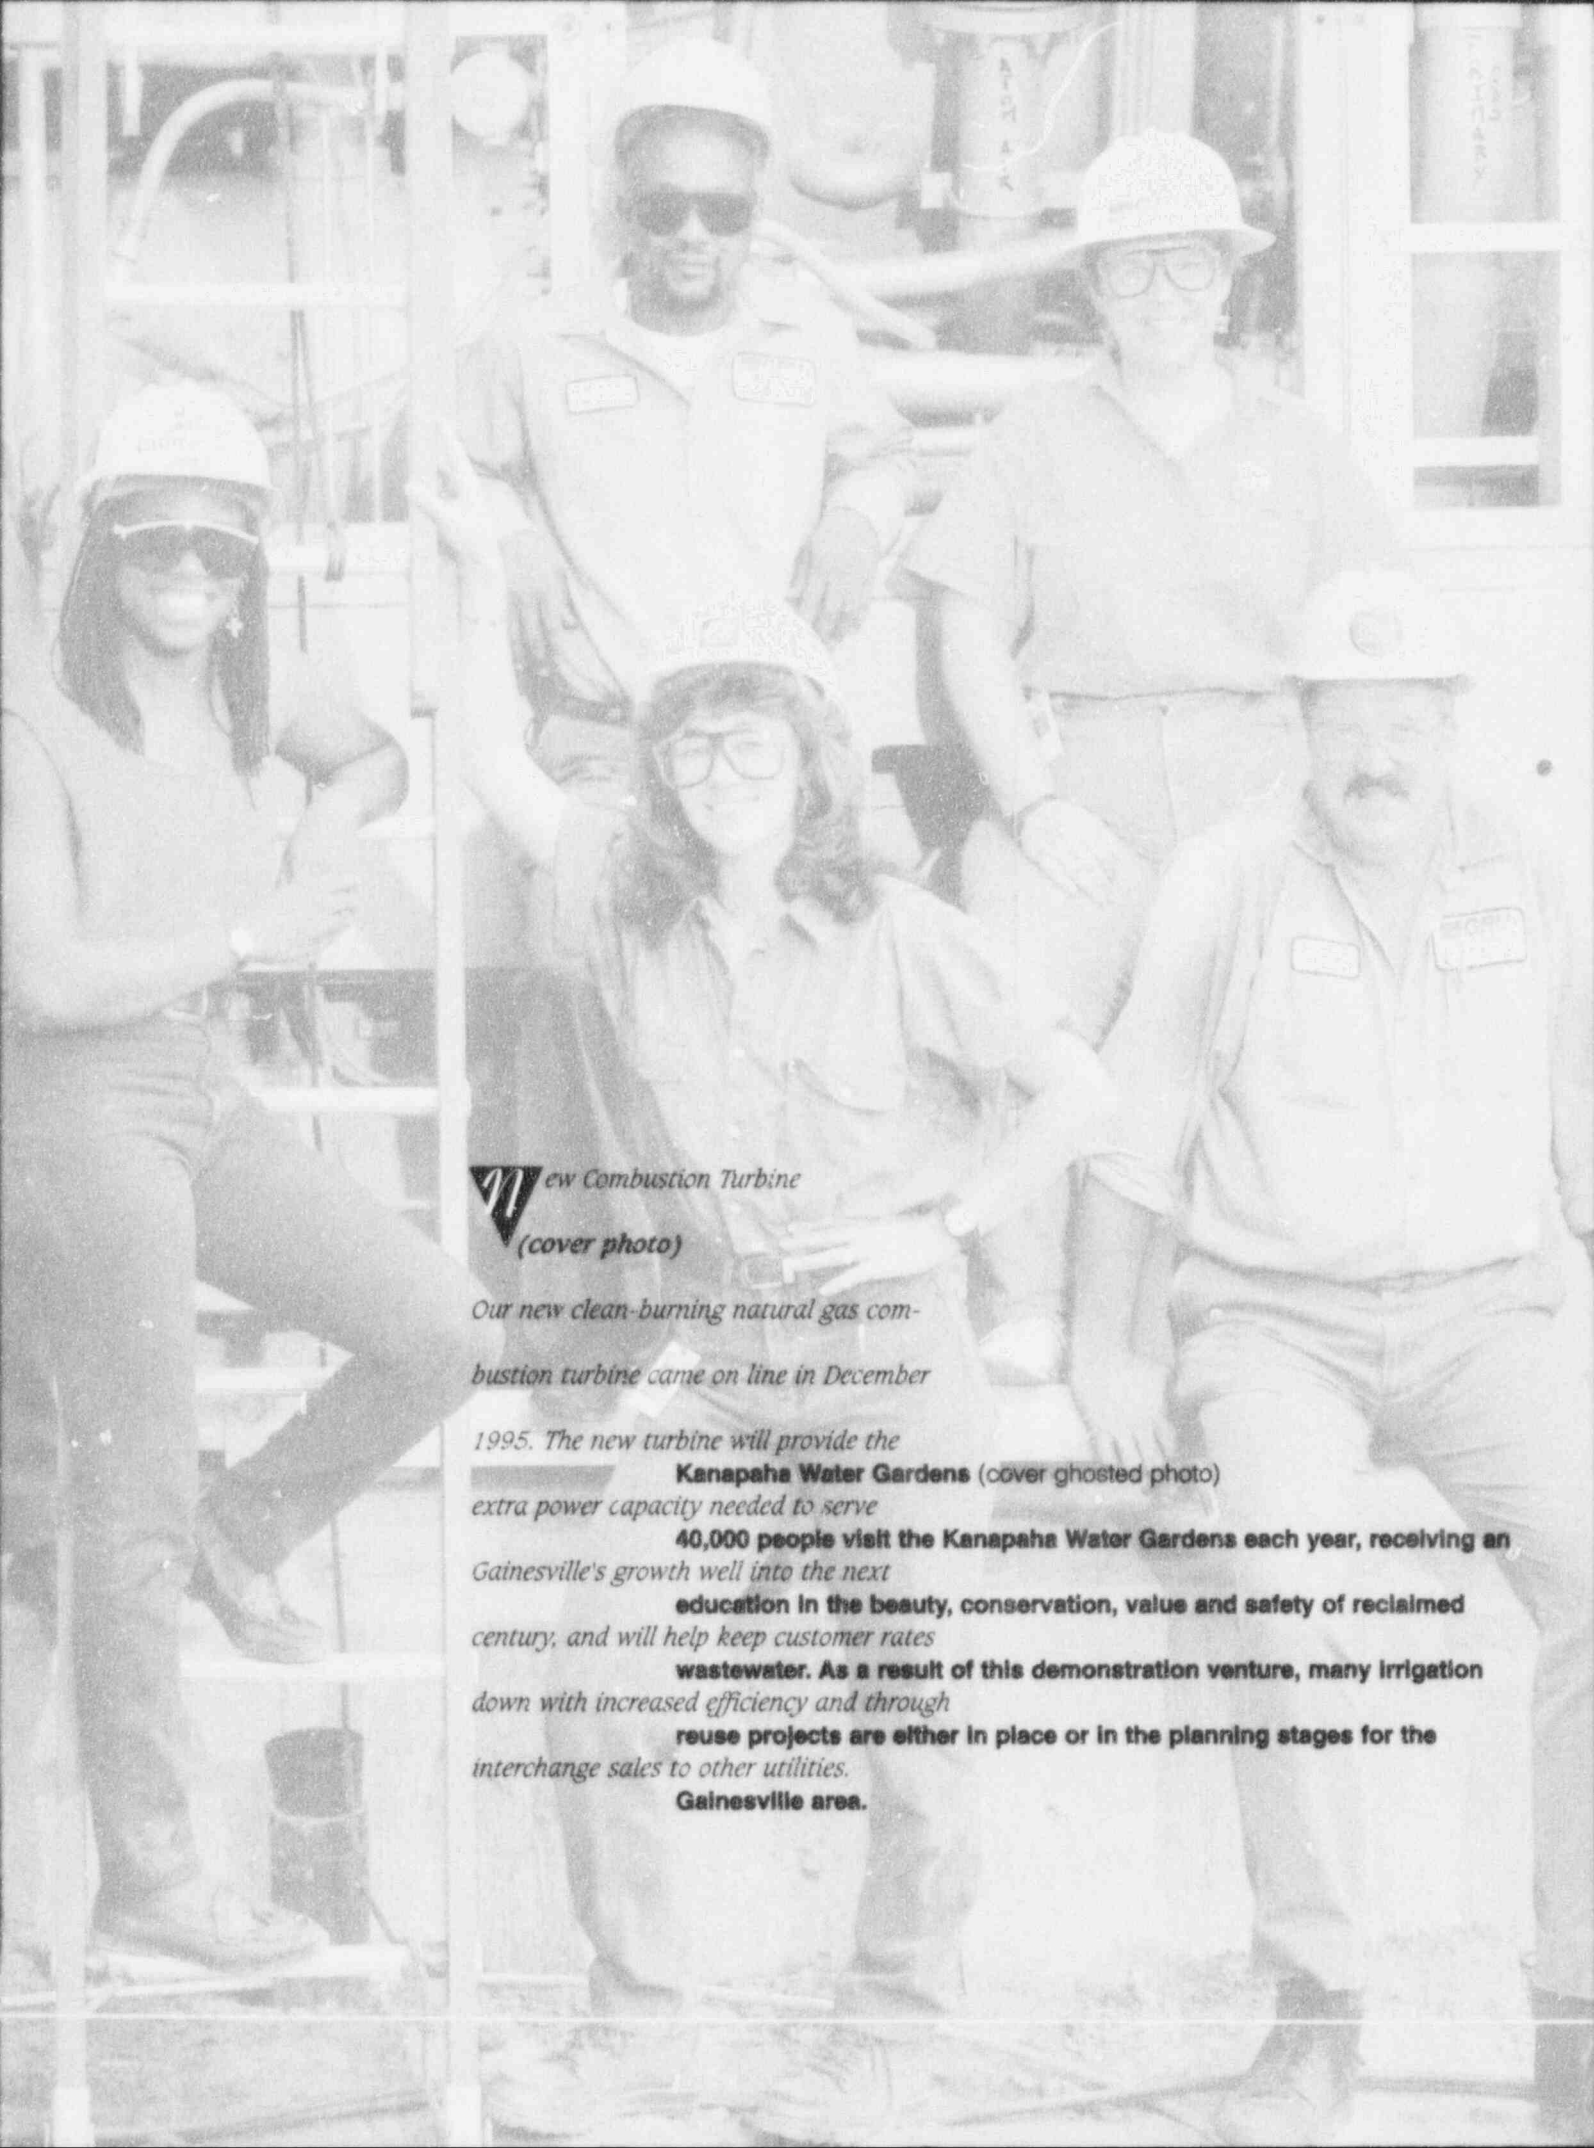 New Combustion Turbine
(cover photo)
Our new clean-burning natural gas com-
bustion turbine came on line in December
1995. The new turbine will provide the
extra power capacity needed to serve
Gainesville's growth well into the next
century, and will help keep customer rates
down with increased efficiency and through
interchange sales to other utilities.
Kanapaha Water Gardens (cover ghosted photo)
40,000 people visit the Kanapaha Water Gardens each year, receiving an
education in the beauty, conservation, value and safety of reclaimed
wastewater. As a result of this demonstration venture, many irrigation
reuse projects are either in place or in the planning stages for the
Gainesville area.